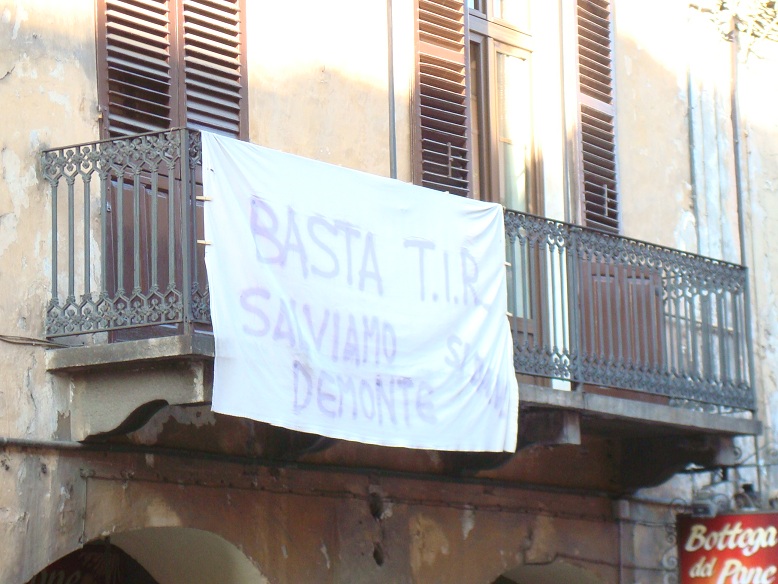 BASTA T.I.R
SALVIAMO
DEMONTE
Bottega
del Pane